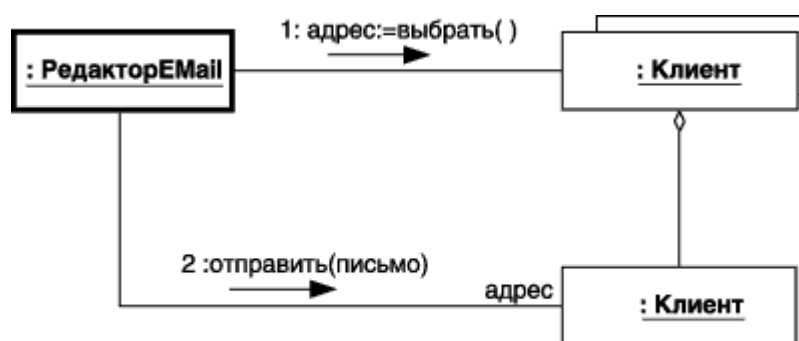 1: адрес:=выбрать( )
: РедакторEMail
: Клиент
2 :отправить(письмо)
адрес
: Клиент